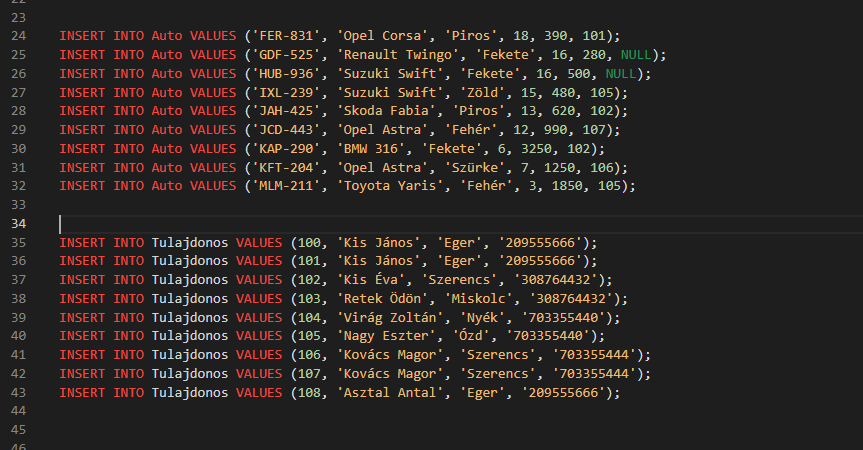 23
24 INSERT INTO Auto VALUES ('FER-831', 'Opel Corsa', 'Piros', 18, 390, 101);
25 INSERT INTO Auto VALUES ('GDF-525', 'Renault Twingo', 'Fekete', 16, 280, NULL);
26 INSERT INTO Auto VALUES ('HUB-936', 'Suzuki Swift', 'Fekete', 16, 500, NULL);
27 INSERT INTO Auto VALUES ('IXL-239', 'Suzuki Swift', 'Zöld', 15, 480, 105);
28 INSERT INTO Auto VALUES ('JAH-425', 'Skoda Fabia', 'Piros', 13, 620, 102);
29 INSERT INTO Auto VALUES ('JCD-443', 'Opel Astra', 'Fehér', 12, 990, 107);
30 INSERT INTO Auto VALUES ('KAP-290', 'BMW 316', 'Fekete', 6, 3250, 102);
31 INSERT INTO Auto VALUES ('KFT-204', 'Opel Astra', 'Szürke', 7, 1250, 106);
32 INSERT INTO Auto VALUES ('MLM-211', 'Toyota Yaris', 'Fehér', 3, 1850, 105);
33
34
35 INSERT INTO Tulajdonos VALUES (100, 'Kis János', 'Eger', '209555666');
36 INSERT INTO Tulajdonos VALUES (101, 'Kis János', 'Eger', '209555666');
37 INSERT INTO Tulajdonos VALUES (102, 'Kis Éva', 'Szerencs', '308764432');
38 INSERT INTO Tulajdonos VALUES (103, 'Retek Ödön', 'Miskolc', '308764432');
39 INSERT INTO Tulajdonos VALUES (104, 'Virág Zoltán', 'Nyék', '703355440');
40 INSERT INTO Tulajdonos VALUES (105, 'Nagy Eszter', 'Ózd', '703355440');
41 INSERT INTO Tulajdonos VALUES (106, 'Kovács Magor', 'Szerencs', '703355444');
42 INSERT INTO Tulajdonos VALUES (107, 'Kovács Magor', 'Szerencs', '703355444');
43 INSERT INTO Tulajdonos VALUES (108, 'Asztal Antal', 'Eger', '209555666');
44
45